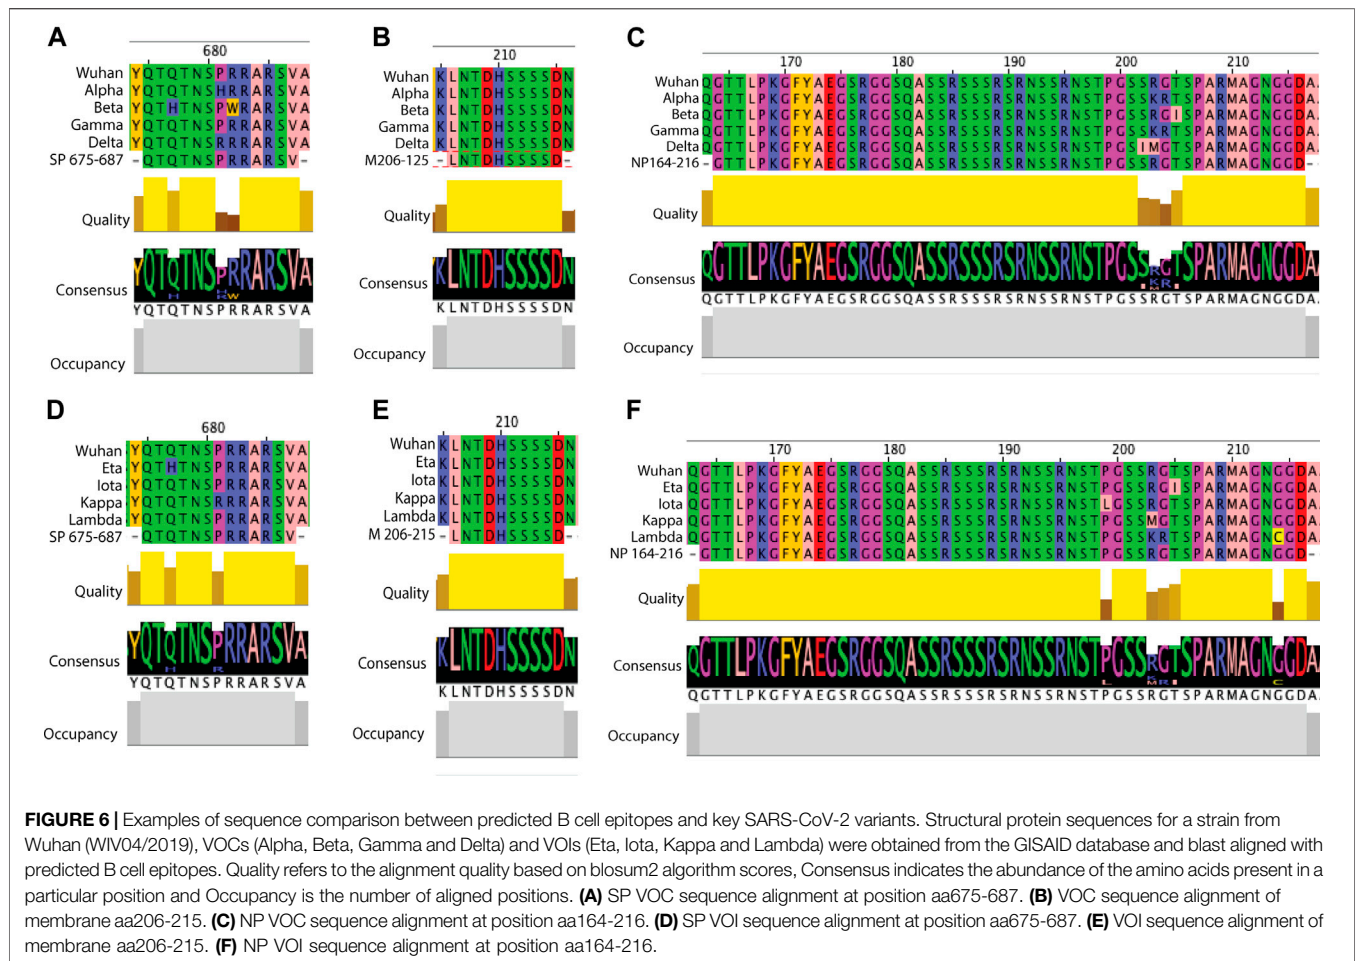 A
680
Wuhan YQTQTNSPRRARSVA
Alpha YQTQTNSHRRARSVA
Beta YQTHTNSPWRARSVA
Gamma YQTQTNSPRRARSVA
Delta YQTQTNSPRRARSVA
SP 675-687 -QTQTNSPRRARSV-
Quality
Consensus
YQTQTNSPRRARSVA
Occupancy
B
210
Wuhan KLNTDHSSSSDN
Alpha KLNTDHSSSSDN
Beta KLNTDHSSSSDN
Gamma KLNTDHSSSSDN
Delta KLNTDHSSSSDN
M206-125 -LNTDHSSSSD-
Quality
Consensus
KLNTDHSSSSDN
Occupancy
C
170 180 190 200 210
Wuhan QGTTLPKGFYAEGSRGGSQASSRSSSRSRNSSRNSTPGSSRGTSPARMAGNGGDA
Alpha QGTTLPKGFYAEGSRGGSQASSRSSSRSRNSSRNSTPGSSKRTSPARMAGNGGDA
Beta QGTTLPKGFYAEGSRGGSQASSRSSSRSRNSSRNSTPGSSRGISPARMAGNGGDA
Gamma QGTTLPKGFYAEGSRGGSQASSRSSSRSRNSSRNSTPGSSKRTSPARMAGNGGDA
Delta QGTTLPKGFYAEGSRGGSQASSRSSSRSRNSSRNSTPGSIMGTSPARMAGNGGDA
NP164-216 -GTTLPKGFYAEGSRGGSQASSRSSSRSRNSSRNSTPGSSRGTSPARMAGNGGD-
Quality
Consensus
QGTTLPKGFYAEGSRGGSQASSRSSSRSRNSSRNSTPGSSRGTSPARMAGNGGDA
Occupancy
D
680
Wuhan YQTQTNSPRRARSVA
Eta YQTHTNSPRRARSVA
Iota YQTQTNSPRRARSVA
Kappa YQTQTNSRRRARSVA
Lambda YQTQTNSPRRARSVA
SP 675-687 -QTQTNSPRRARSV-
Quality
Consensus
YQTQTNSPRRARSVA
Occupancy
E
210
Wuhan KLNTDHSSSSDN
Eta KLNTDHSSSSDN
Iota KLNTDHSSSSDN
Kappa KLNTDHSSSSDN
Lambda KLNTDHSSSSDN
M 206-215 -LNTDHSSSSD-
Quality
Consensus
KLNTDHSSSSDN
Occupancy
F
170 180 190 200 210
Wuhan QGTTLPKGFYAEGSRGGSQASSRSSSRSRNSSRNSTPGSSRGTSPARMAGNGGDA
Eta QGTTLPKGFYAEGSRGGSQASSRSSSRSRNSSRNSTPGSSRGISPARMAGNGGDA
Iota QGTTLPKGFYAEGSRGGSQASSRSSSRSRNSSRNSTLGSSRGTSPARMAGNGGDA
Kappa QGTTLPKGFYAEGSRGGSQASSRSSSRSRNSSRNSTPGSSMGTSPARMAGNGGDA
Lambda QGTTLPKGFYAEGSRGGSQASSRSSSRSRNSSRNSTPGSSKRTSPARMAGNCGDA
NP 164-216 -GTTLPKGFYAEGSRGGSQASSRSSSRSRNSSRNSTPGSSRGTSPARMAGNGGD-
Quality
Consensus
QGTTLPKGFYAEGSRGGSQASSRSSSRSRNSSRNSTPGSSRGTSPARMAGNGGDA
Occupancy
FIGURE 6 | Examples of sequence comparison between predicted B cell epitopes and key SARS-CoV-2 variants. Structural protein sequences for a strain from
Wuhan (WIV04/2019), VOCs (Alpha, Beta, Gamma and Delta) and VOIs (Eta, Iota, Kappa and Lambda) were obtained from the GISAID database and blast aligned with
predicted B cell epitopes. Quality refers to the alignment quality based on blosum2 algorithm scores, Consensus indicates the abundance of the amino acids present in a
particular position and Occupancy is the number of aligned positions. (A) SP VOC sequence alignment at position aa675-687. (B) VOC sequence alignment of
membrane aa206-215. (C) NP VOC sequence alignment at position aa164-216. (D) SP VOI sequence alignment at position aa675-687. (E) VOI sequence alignment of
membrane aa206-215. (F) NP VOI sequence alignment at position aa164-216.